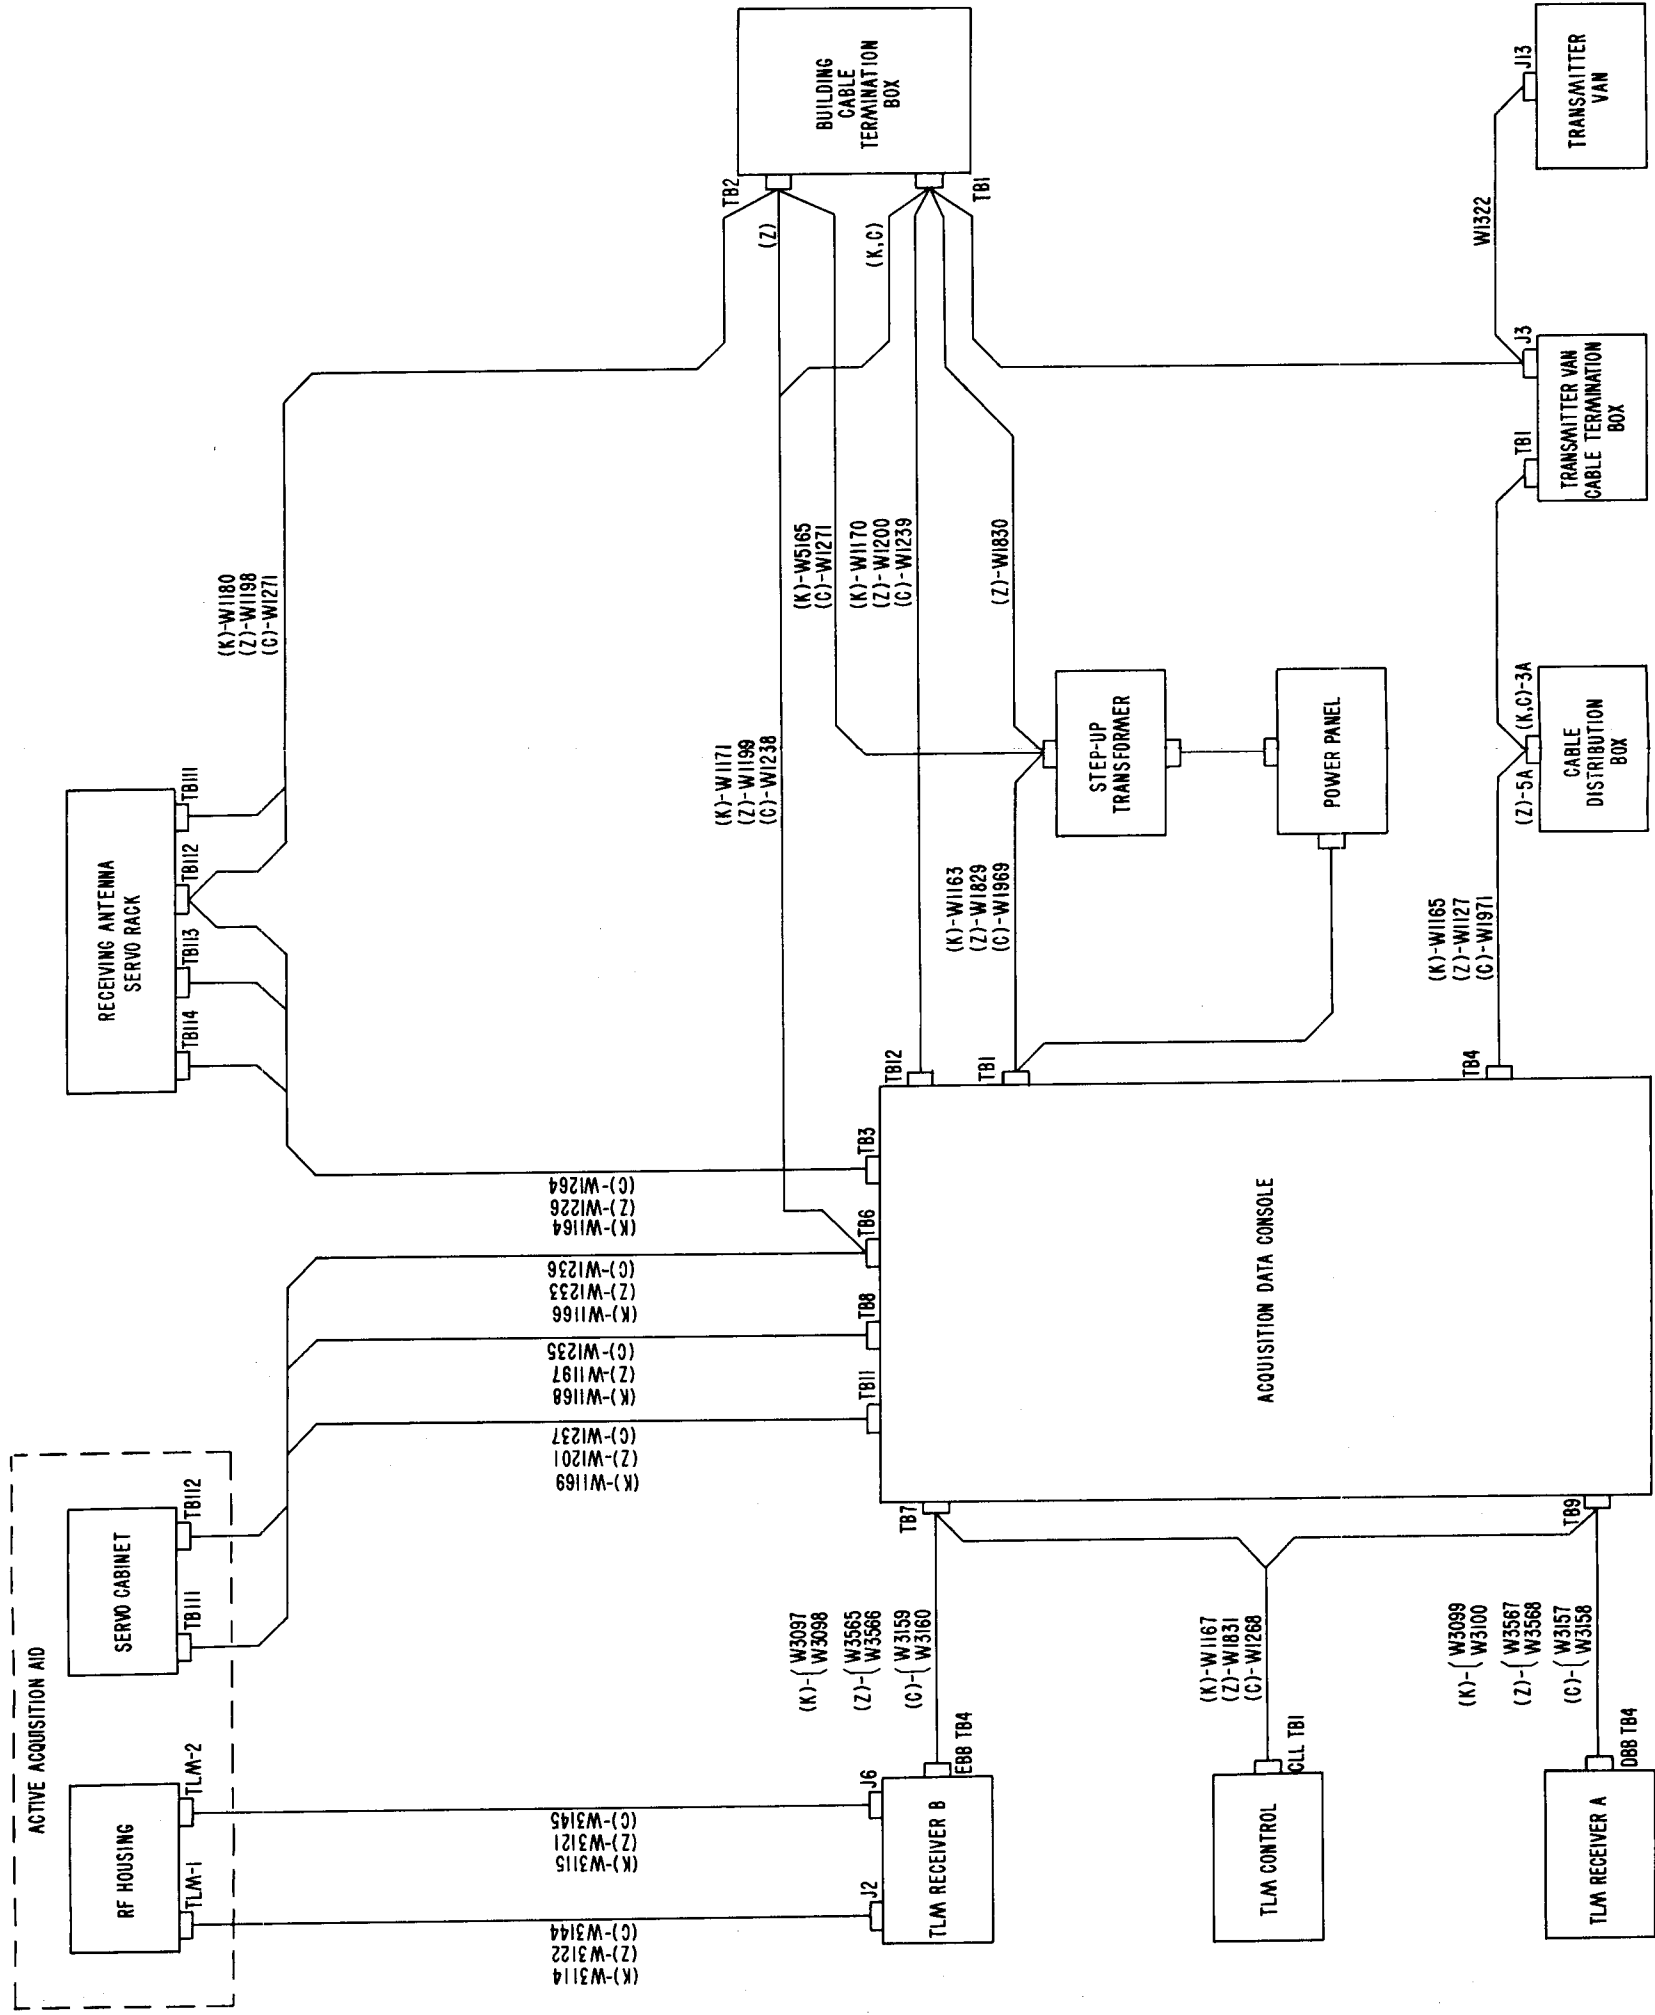 ACTIVE ACQUISITION AID
RF HOUSING
TLM-1
TLM-2
SERVO CABINET
TB111
TB112
RECEIVING ANTENNA
SERVO RACK
TB114
TB113
TB112
TB111
(K)-W1180
(Z)-W1198
(C)-W1271
BUILDING
CABLE
TERMINATION
BOX
TB2
(Z)
(K,C)
TB1
(K)-W3114
(Z)-W3122
(C)-W3144
(K)-W3115
(Z)-W3121
(C)-W3145
(K)-W1169
(Z)-W1201
(C)-W1237
(K)-W1168
(Z)-W1197
(C)-W1235
(K)-W1166
(Z)-W1233
(C)-W1236
(K)-W1164
(Z)-W1226
(C)-W1264
(K)-W1171
(Z)-W1199
(C)-W1238
(K)-W5165
(C)-W1271
(K)-W1170
(Z)-W1200
(C)-W1239
(Z)-W1830
J2
J6
TLM RECEIVER B
EBB TB4
(K)-{W3097
W3098
(Z)-{W3565
W3566
(C)-{W3159
W3160
TB7
TB11
TB8
TB6
TB3
TB12
TB1
TB4
TB9
ACQUISITION DATA CONSOLE
(K)-W1163
(Z)-W1829
(C)-W1969
STEP-UP
TRANSFORMER
POWER PANEL
TLM CONTROL
CLL TB1
(K)-W1167
(Z)-W1831
(C)-W1268
TLM RECEIVER A
DBB TB4
(K)-{W3099
W3100
(Z)-{W3567
W3568
(C)-{W3157
W3158
(K)-W1165
(Z)-W1127
(C)-W1971
(Z)-5A
(K,C)-3A
CABLE
DISTRIBUTION
BOX
TB1
J3
TRANSMITTER VAN
CABLE TERMINATION
BOX
W1322
J13
TRANSMITTER
VAN